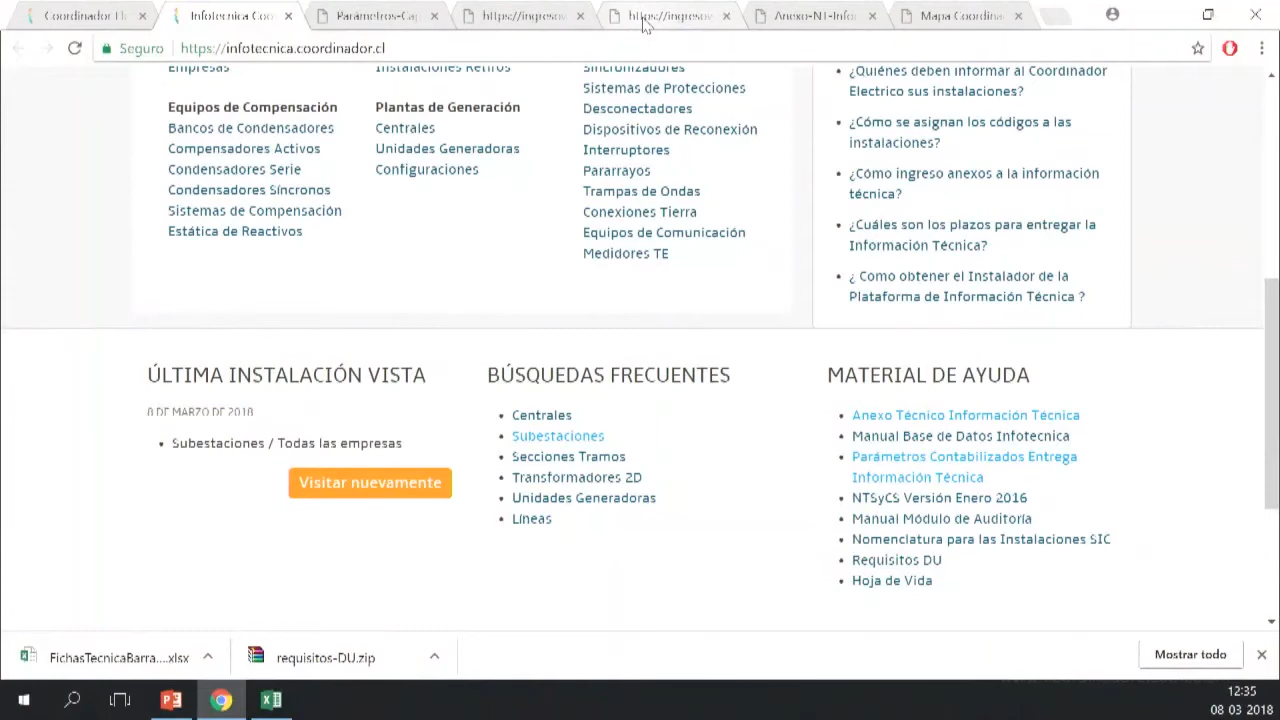 Coordinador El
Infotecnica Coo
Parámetros-Cap
https://ingresov
https://ingresov
Anexo-NT-Info
Mapa Coordina
Seguro
https://infotecnica.coordinador.cl
Empresas
Instalaciones Retiros
Sincronizadores
Sistemas de Protecciones
Equipos de Compensación
Plantas de Generación
Desconectadores
Bancos de Condensadores
Centrales
Dispositivos de Reconexión
Compensadores Activos
Unidades Generadoras
Interruptores
Condensadores Serie
Configuraciones
Pararrayos
Condensadores Síncronos
Trampas de Ondas
Sistemas de Compensación
Conexiones Tierra
Estática de Reactivos
Equipos de Comunicación
Medidores TE
¿Quiénes deben informar al Coordinador
Electrico sus instalaciones?
¿Cómo se asignan los códigos a las
instalaciones?
¿Cómo ingreso anexos a la información
técnica?
¿Cuáles son los plazos para entregar la
Información Técnica?
¿ Como obtener el Instalador de la
Plataforma de Información Técnica ?
ÚLTIMA INSTALACIÓN VISTA
8 DE MARZO DE 2018
Subestaciones / Todas las empresas
Visitar nuevamente
BÚSQUEDAS FRECUENTES
Centrales
Subestaciones
Secciones Tramos
Transformadores 2D
Unidades Generadoras
Líneas
MATERIAL DE AYUDA
Anexo Técnico Información Técnica
Manual Base de Datos Infotecnica
Parámetros Contabilizados Entrega
Información Técnica
NTSyCS Versión Enero 2016
Manual Módulo de Auditoría
Nomenclatura para las Instalaciones SIC
Requisitos DU
Hoja de Vida
FichasTecnicaBarra....xlsx
requisitos-DU.zip
Mostrar todo
12:35
08-03-2018